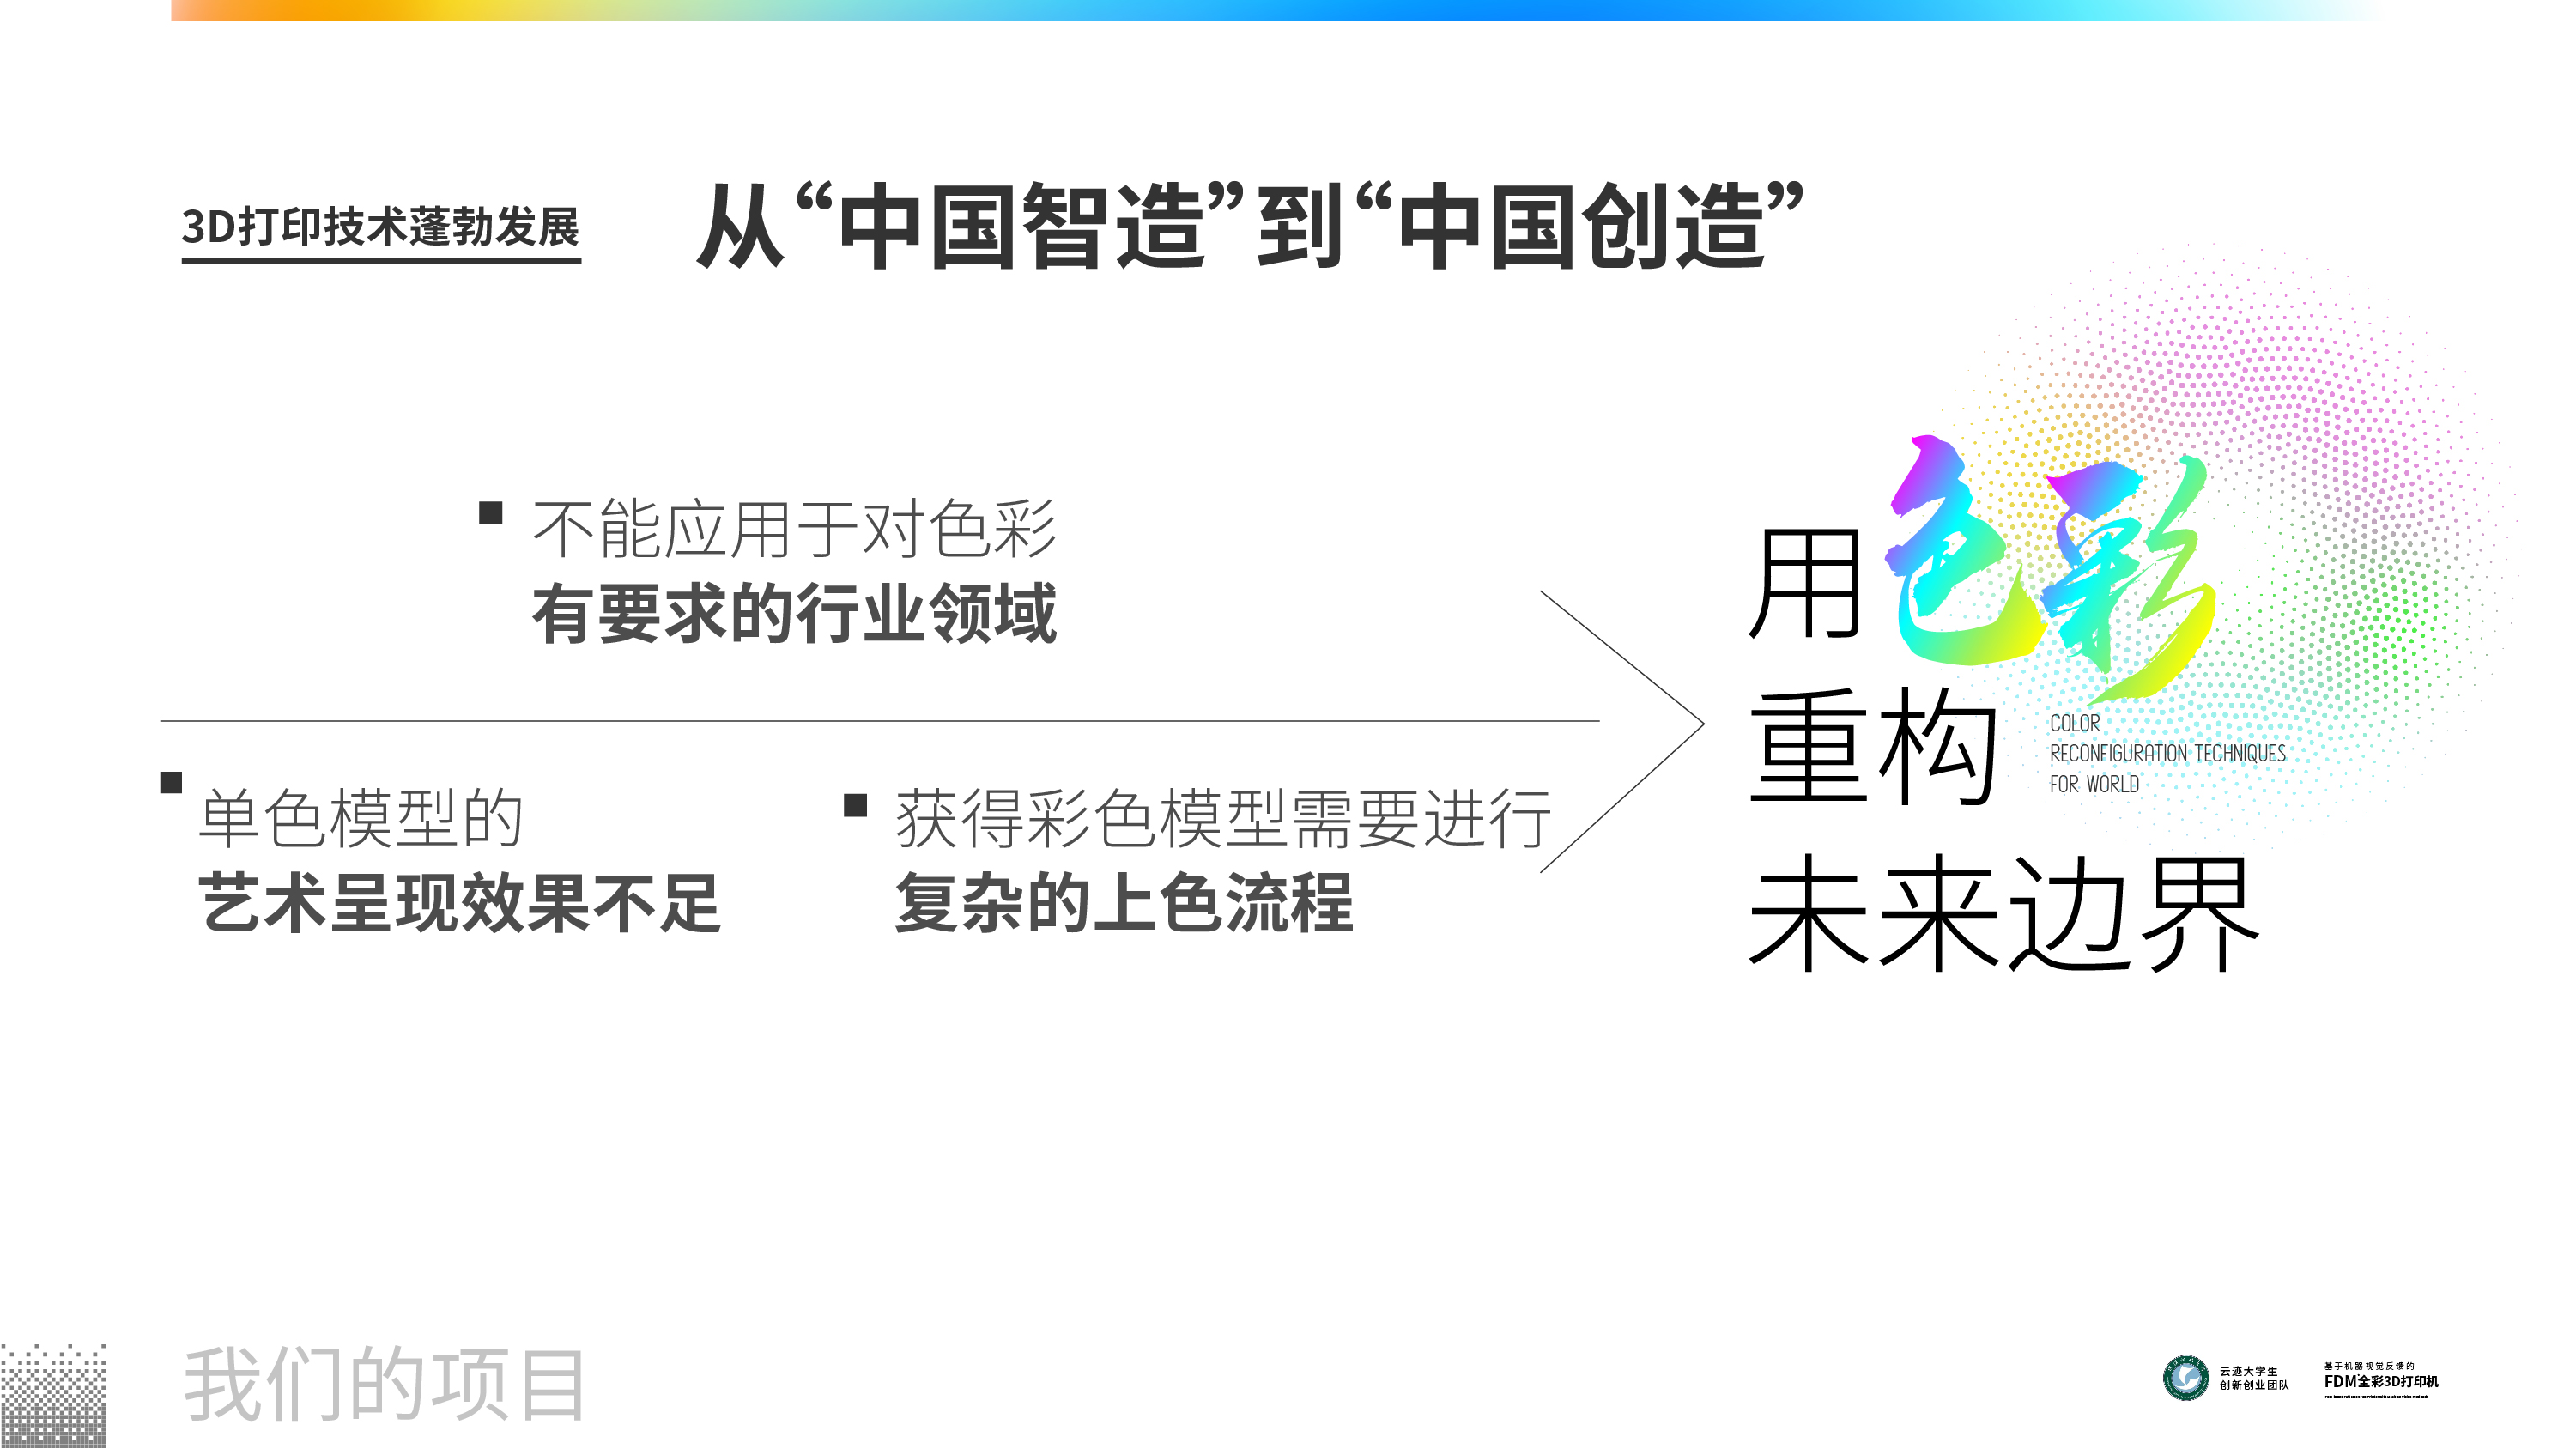 3D打印技术蓬勃发展
从“中国智造”到“中国创造”
不能应用于对色彩
有要求的行业领域
单色模型的
艺术呈现效果不足
获得彩色模型需要进行
复杂的上色流程
用色彩
重构
未来边界
COLOR
RECONFIGURATION TECHNIQUES
FOR WORLD
我们的项目
云迹大学生
创新创业团队
基于机器视觉反馈的
FDM全彩3D打印机